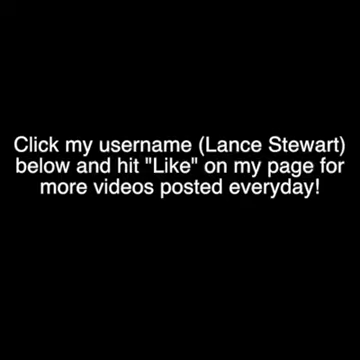 Click my username (Lance Stewart)
below and hit "Like" on my page for
more videos posted everyday!